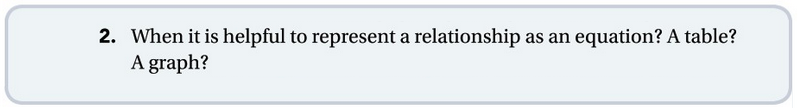 2. When it is helpful to represent a relationship as an equation? A table?
A graph?